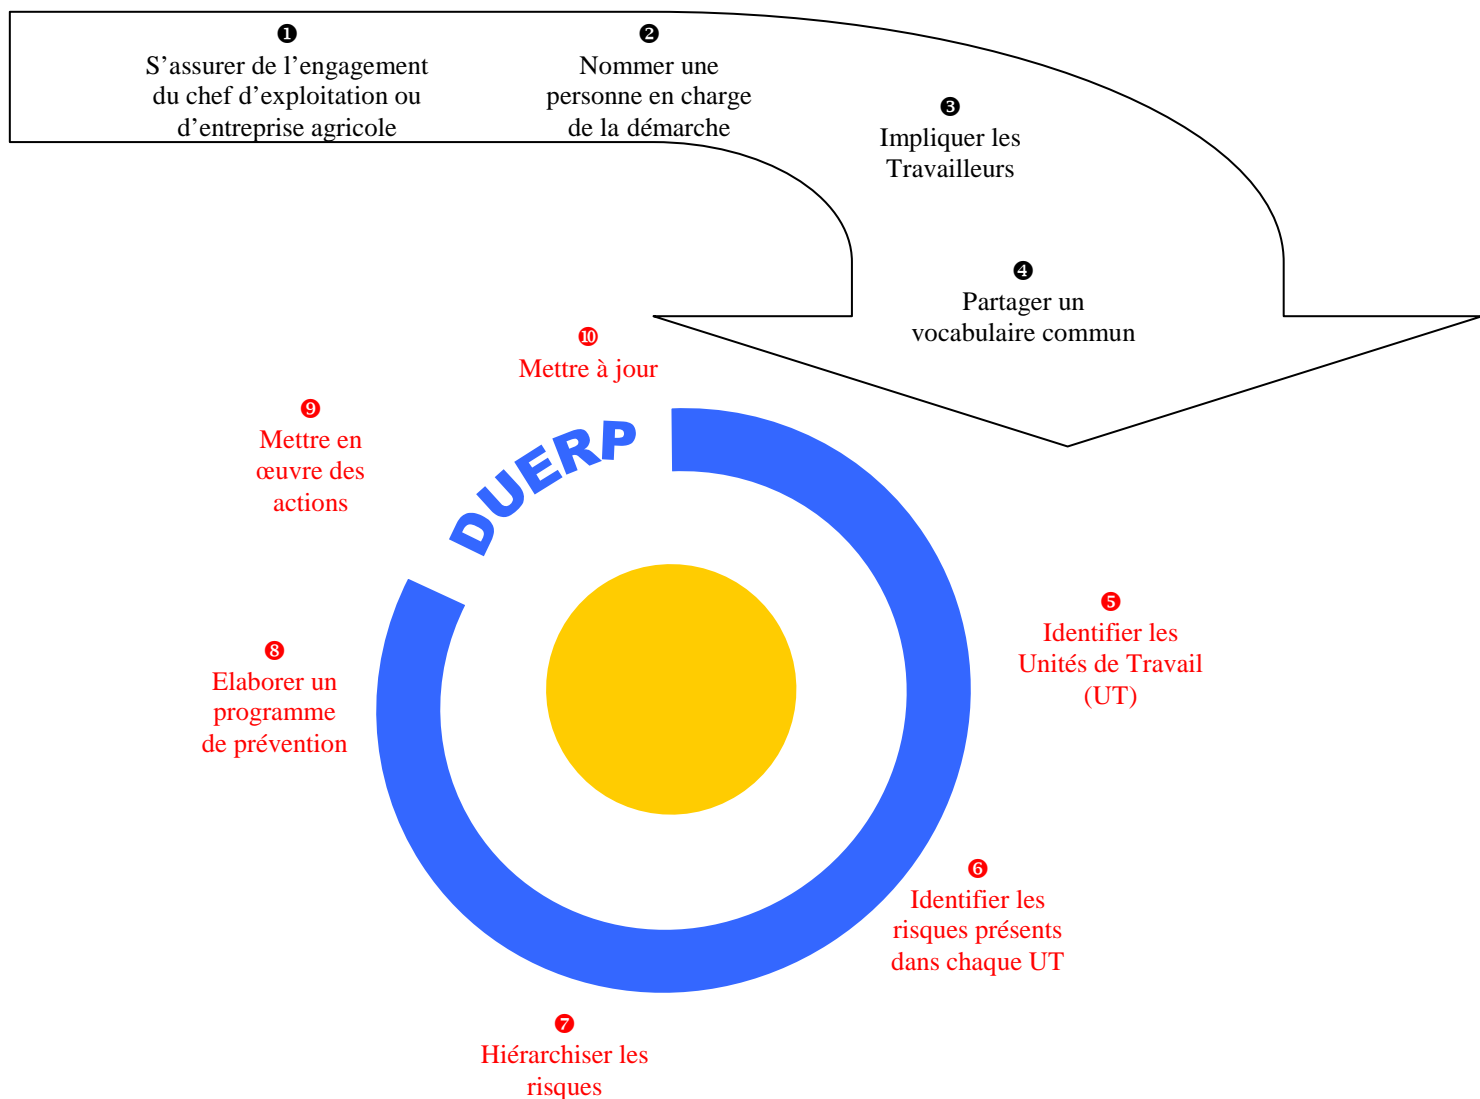 ❶
S’assurer de l’engagement
du chef d’exploitation ou
d’entreprise agricole
❷
Nommer une
personne en charge
de la démarche
❸
Impliquer les
Travailleurs
❹
Partager un
vocabulaire commun
❺
Identifier les
Unités de Travail
(UT)
❻
Identifier les
risques présents
dans chaque UT
❼
Hiérarchiser les
risques
❽
Elaborer un
programme
de prévention
❾
Mettre en
œuvre des
actions
❿
Mettre à jour
DUERP